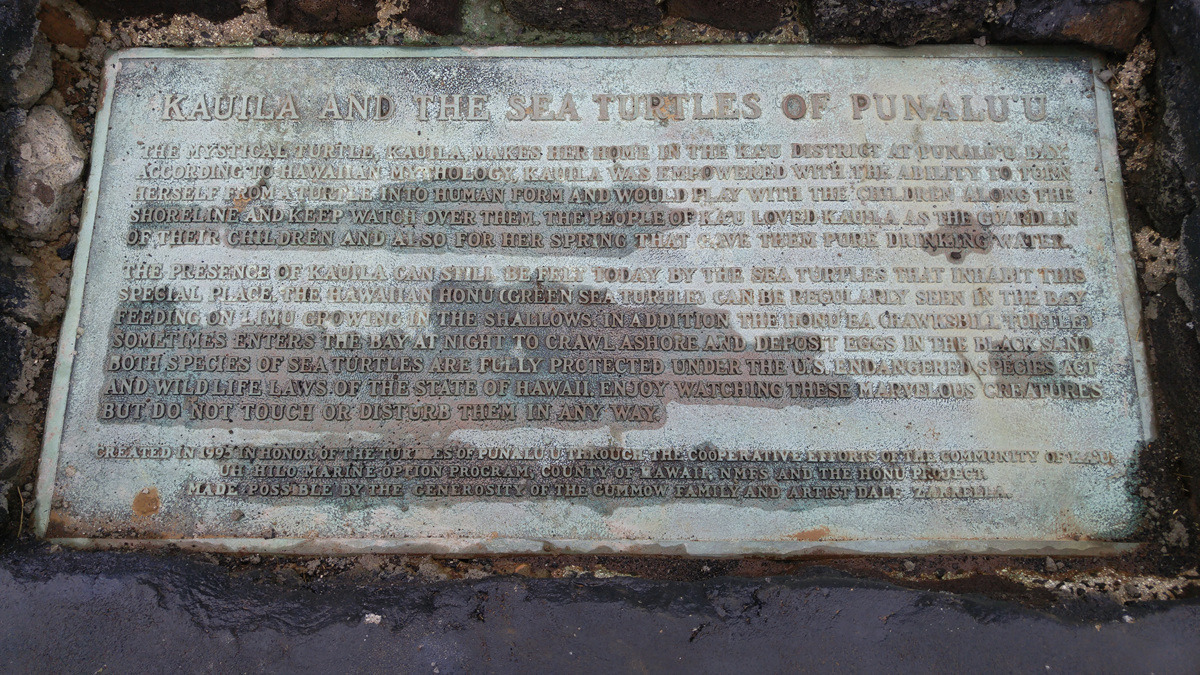 KAUILA AND THE SEA TURTLES OF PUNALU'U
THE MYSTICAL TURTLE, KAUILA, MAKES HER HOME IN THE KA'U DISTRICT AT PUNALU'U BAY.
ACCORDING TO HAWAIIAN MYTHOLOGY, KAUILA WAS EMPOWERED WITH THE ABILITY TO TURN
HERSELF FROM A TURTLE INTO HUMAN FORM AND WOULD PLAY WITH THE CHILDREN ALONG THE
SHORELINE AND KEEP WATCH OVER THEM. THE PEOPLE OF KA'U LOVED KAUILA AS THE GUARDIAN
OF THEIR CHILDREN AND ALSO FOR HER SPRING THAT GAVE THEM PURE DRINKING WATER.
THE PRESENCE OF KAUILA CAN STILL BE FELT TODAY BY THE SEA TURTLES THAT INHABIT THIS
SPECIAL PLACE. THE HAWAIIAN HONU (GREEN SEA TURTLE) CAN BE REGULARLY SEEN IN THE BAY
FEEDING ON LIMU GROWING IN THE SHALLOWS. IN ADDITION, THE HONU EA (HAWKSBILL TURTLE)
SOMETIMES ENTERS THE BAY AT NIGHT TO CRAWL ASHORE AND DEPOSIT EGGS IN THE BLACK SAND.
BOTH SPECIES OF SEA TURTLES ARE FULLY PROTECTED UNDER THE U.S. ENDANGERED SPECIES ACT
AND WILDLIFE LAWS OF THE STATE OF HAWAII. ENJOY WATCHING THESE MARVELOUS CREATURES
BUT DO NOT TOUCH OR DISTURB THEM IN ANY WAY.
CREATED IN 1995 IN HONOR OF THE TURTLES OF PUNALU'U THROUGH THE COOPERATIVE EFFORTS OF THE COMMUNITY OF KA'U,
UH HILO MARINE OPTION PROGRAM, COUNTY OF HAWAII, NMFS AND THE HONU PROJECT.
MADE POSSIBLE BY THE GENEROSITY OF THE GUMMOW FAMILY AND ARTIST DALE ZARRELLA.